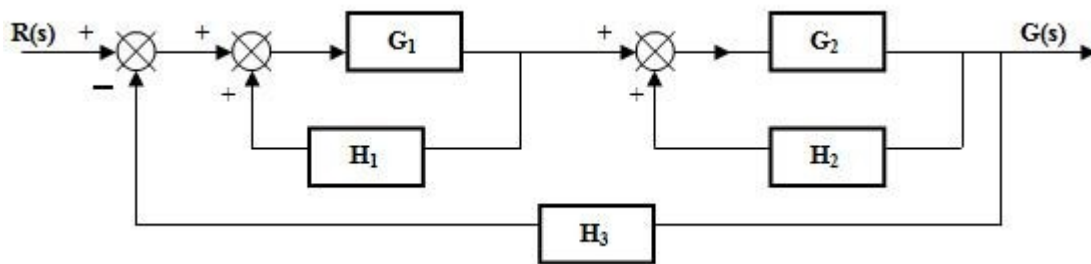 R(s) + + G₁ + G₂ G(s)
− + +
H₁ H₂
H₃